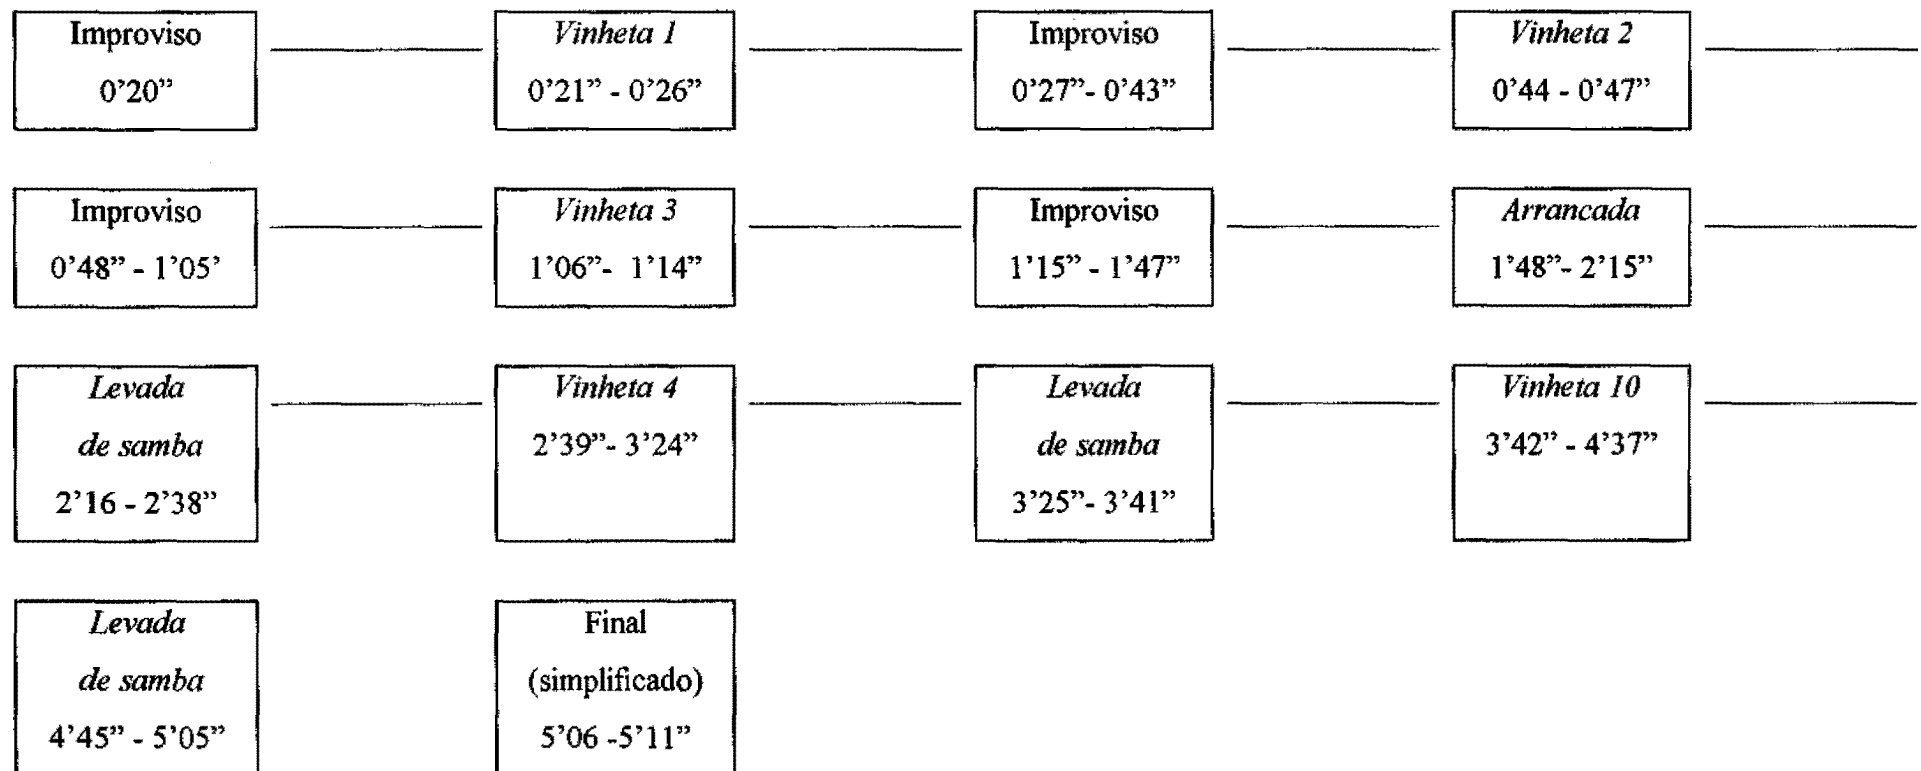 Improviso
0’20”
Vinheta 1
0’21” - 0’26”
Improviso
0’27”- 0’43”
Vinheta 2
0’44 - 0’47”
Improviso
0’48” - 1’05’
Vinheta 3
1’06”- 1’14”
Improviso
1’15” - 1’47”
Arrancada
1’48”- 2’15”
Levada
de samba
2’16 - 2’38”
Vinheta 4
2’39”- 3’24”
Levada
de samba
3’25”- 3’41”
Vinheta 10
3’42” - 4’37”
Levada
de samba
4’45” - 5’05”
Final
(simplificado)
5’06 -5’11”